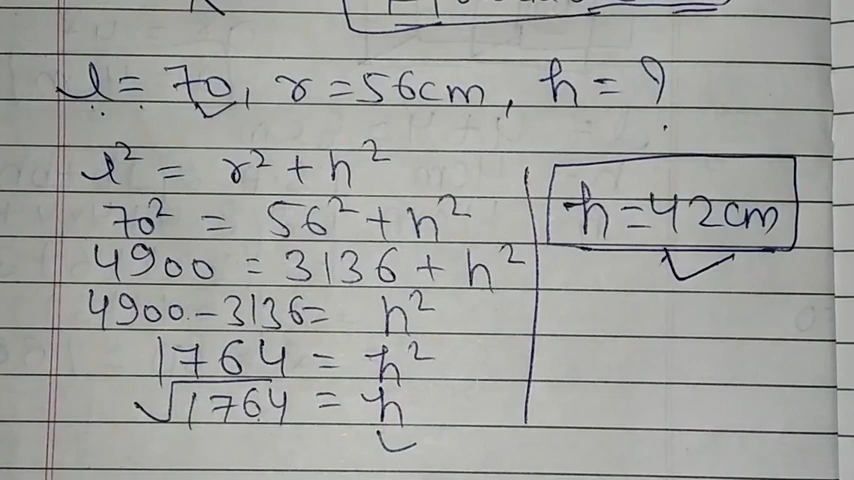 l = 70, r = 56cm, h = ?
l² = r² + h²
70² = 56² + h²
4900 = 3136 + h²
4900 - 3136 = h²
1764 = h²
√1764 = h
h = 42cm